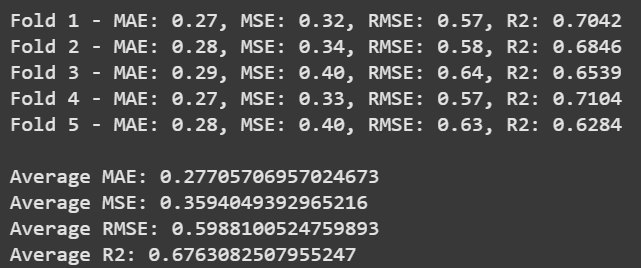 Fold 1 - MAE: 0.27, MSE: 0.32, RMSE: 0.57, R2: 0.7042
Fold 2 - MAE: 0.28, MSE: 0.34, RMSE: 0.58, R2: 0.6846
Fold 3 - MAE: 0.29, MSE: 0.40, RMSE: 0.64, R2: 0.6539
Fold 4 - MAE: 0.27, MSE: 0.33, RMSE: 0.57, R2: 0.7104
Fold 5 - MAE: 0.28, MSE: 0.40, RMSE: 0.63, R2: 0.6284
Average MAE: 0.27705706957024673
Average MSE: 0.3594049392965216
Average RMSE: 0.5988100524759893
Average R2: 0.6763082507955247